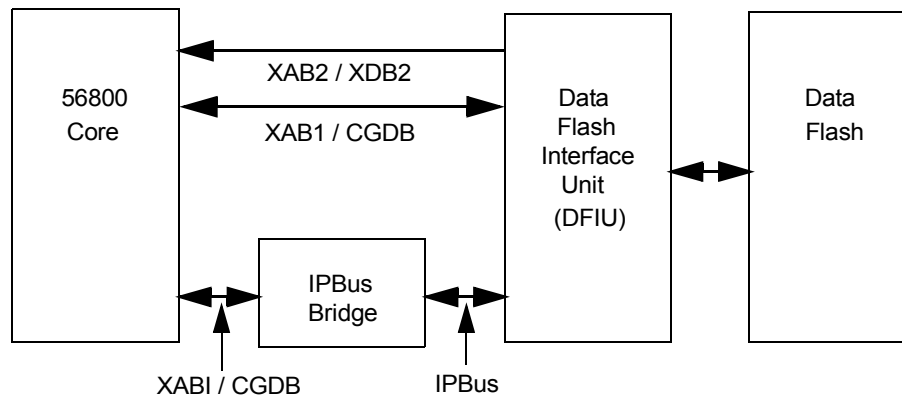 56800
Core
XAB2 / XDB2
XAB1 / CGDB
Data
Flash
Interface
Unit
(DFIU)
Data
Flash
IPBus
Bridge
XABI / CGDB
IPBus